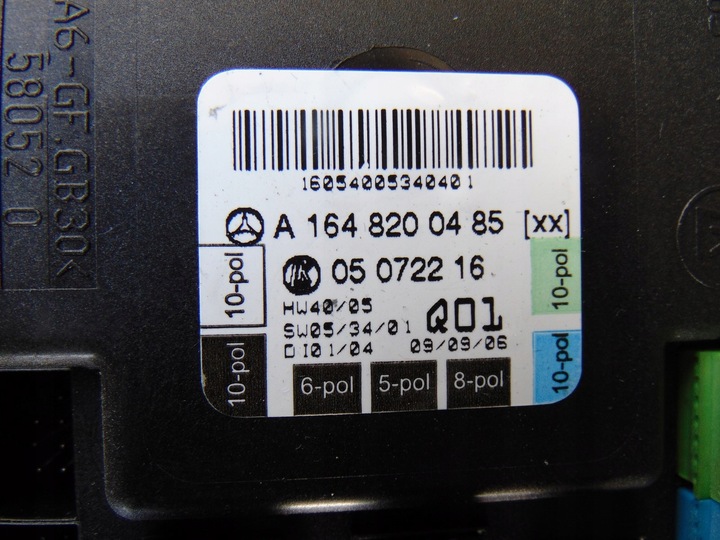 A6-GF,GB30<
58052 0
1605400534040 1
A 164 820 04 85 [xx]
05 0722 16
HW40/05
SW05/34/01
DI01/04 09/09/06
Q01
10-pol
10-pol
10-pol
10-pol
6-pol
5-pol
8-pol